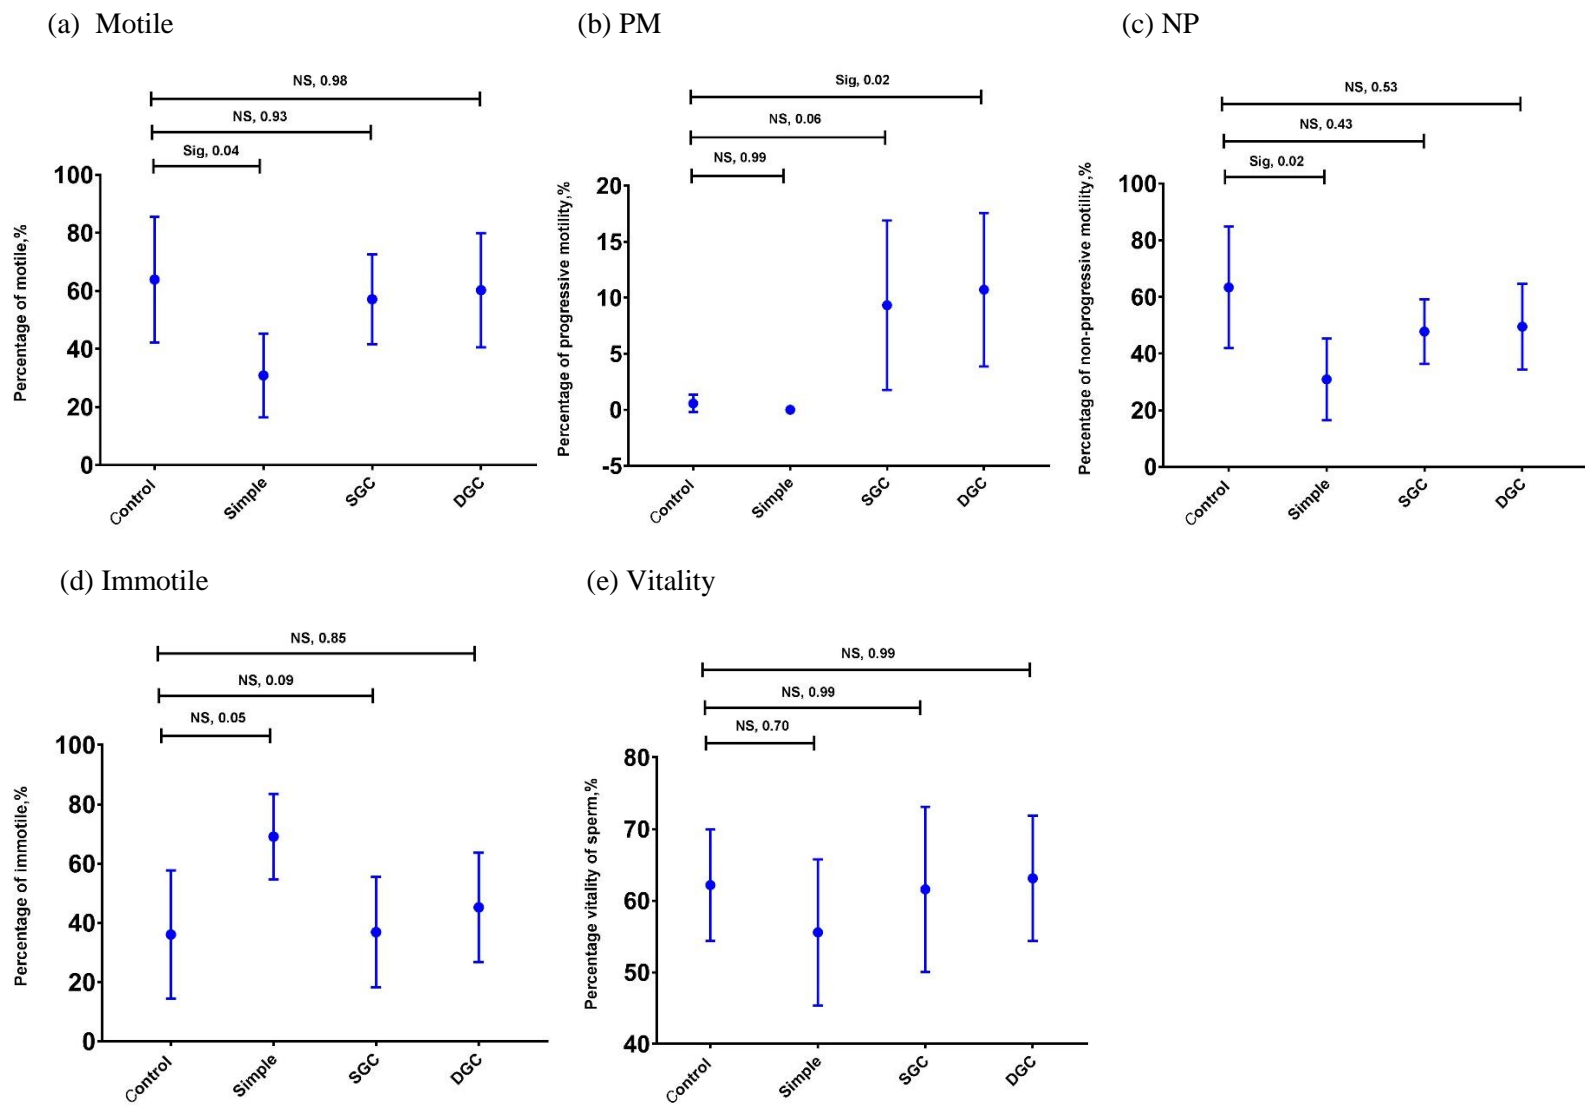 (a) Motile
(b) PM
(c) NP
NS, 0.98
NS, 0.93
Sig, 0.04
Percentage of motile,%
100
80
60
40
20
0
Control
Simple
SGC
DGC
Sig, 0.02
NS, 0.06
NS, 0.99
Percentage of progressive motility,%
20
15
10
5
0
-5
Control
Simple
SGC
DGC
NS, 0.53
NS, 0.43
Sig, 0.02
Percentage of non-progressive motility,%
100
80
60
40
20
0
Control
Simple
SGC
DGC
(d) Immotile
(e) Vitality
NS, 0.85
NS, 0.09
NS, 0.05
Percentage of immotile,%
100
80
60
40
20
0
Control
Simple
SGC
DGC
NS, 0.99
NS, 0.99
NS, 0.70
Percentage vitality of sperm,%
80
70
60
50
40
Control
Simple
SGC
DGC